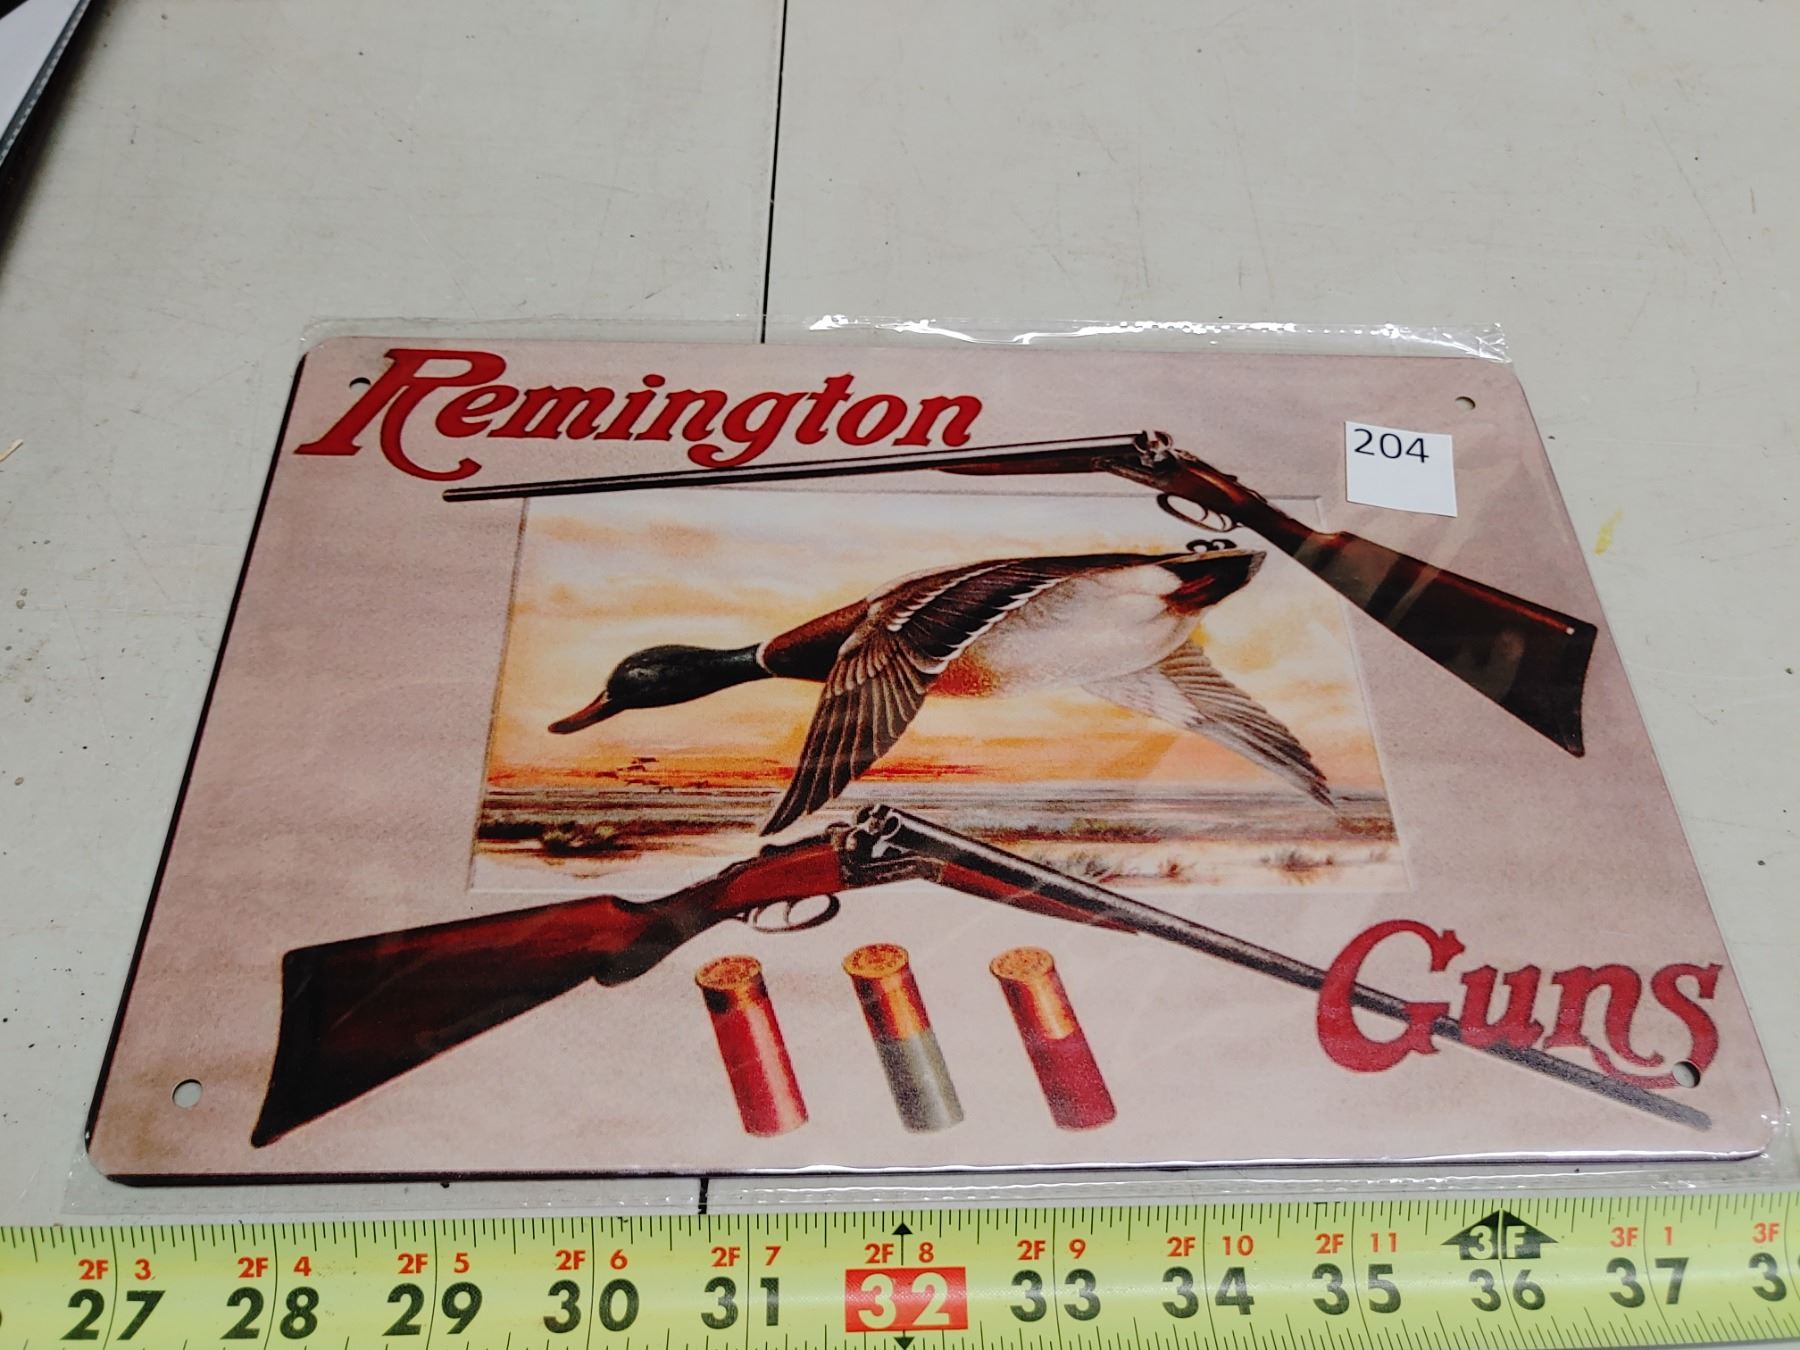 Remington
204
Guns
2F 3 2F 4 2F 5 2F 6 2F 7 2F 8 2F 9 2F 10 2F 11 3F 3F 1 3F
27 28 29 30 31 32 33 34 35 36 37 3